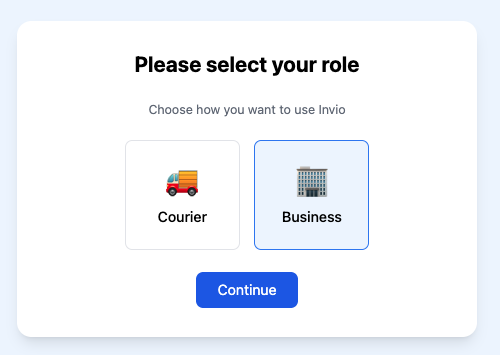 Please select your role
Choose how you want to use Invio
Courier
Business
Continue